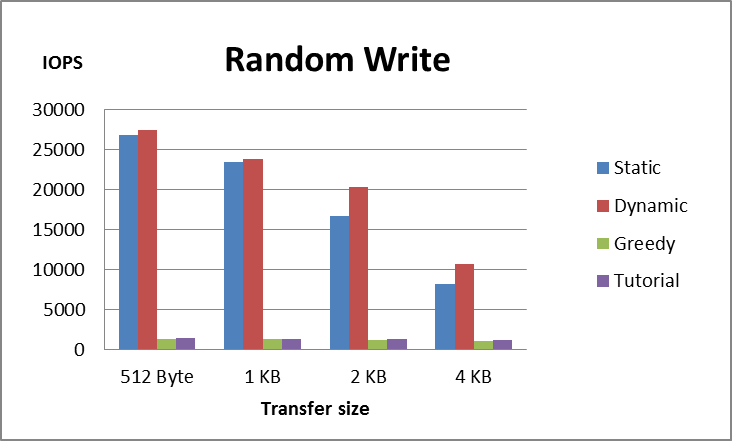 Random Write
IOPS
30000
25000
20000
15000
10000
5000
0
512 Byte
1 KB
2 KB
4 KB
Transfer size
Static
Dynamic
Greedy
Tutorial